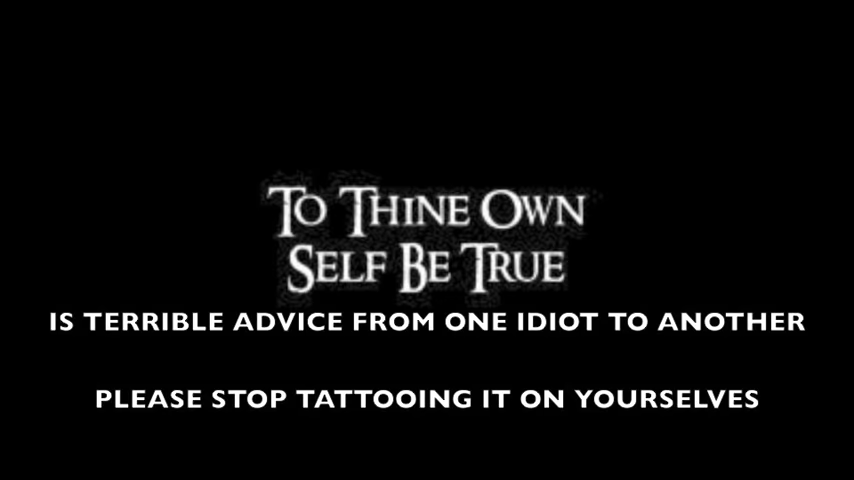 To Thine Own
Self Be True
IS TERRIBLE ADVICE FROM ONE IDIOT TO ANOTHER
PLEASE STOP TATTOOING IT ON YOURSELVES